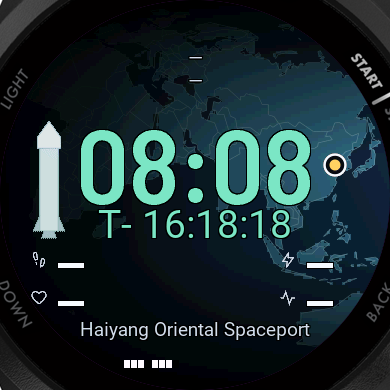 LIGHT
START
08:08
T- 16:18:18
DOWN
BACK
Haiyang Oriental Spaceport